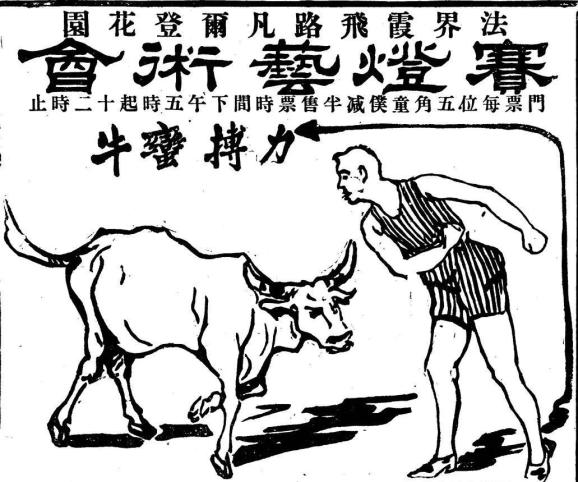 法界霞飛路凡爾登花園
賽燈藝術會
門票每位五角童僕减半售票時間下午五時起十二時止
力搏蠻牛